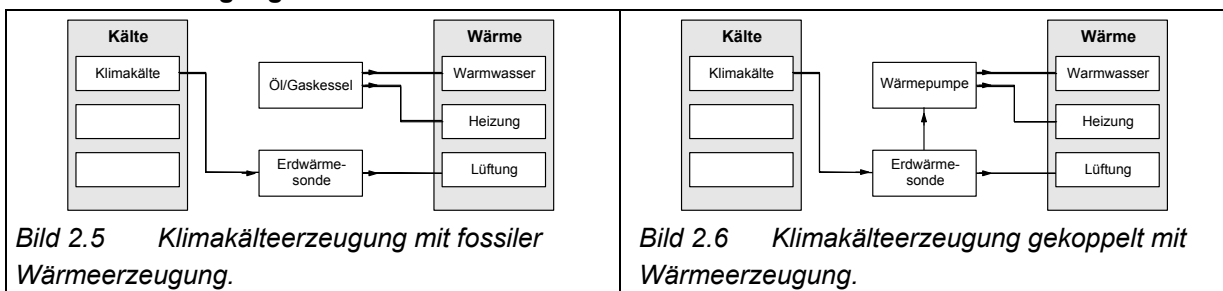 Kälte
Wärme
Klimakälte
Öl/Gaskessel
Warmwasser
Heizung
Erdwärme-
sonde
Lüftung
Bild 2.5 Klimakälteerzeugung mit fossiler
Wärmeerzeugung.
Kälte
Wärme
Klimakälte
Wärmepumpe
Warmwasser
Heizung
Erdwärme-
sonde
Lüftung
Bild 2.6 Klimakälteerzeugung gekoppelt mit
Wärmeerzeugung.